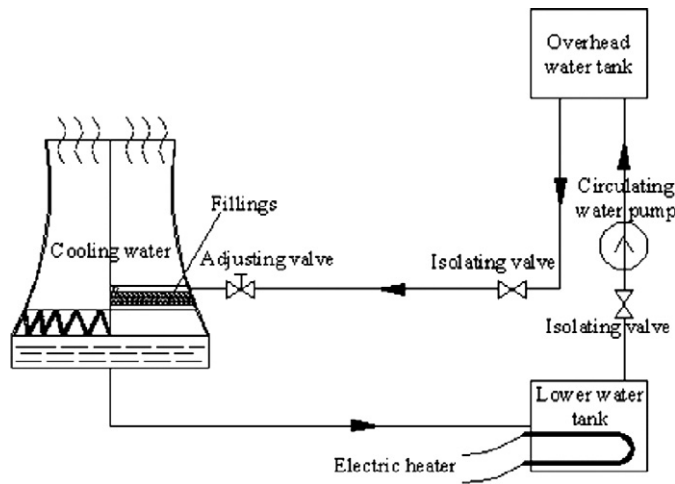 Overhead
water tank
Circulating
water pump
Fillings
Cooling water
Adjusting valve
Isolating valve
Isolating valve
Lower water
tank
Electric heater